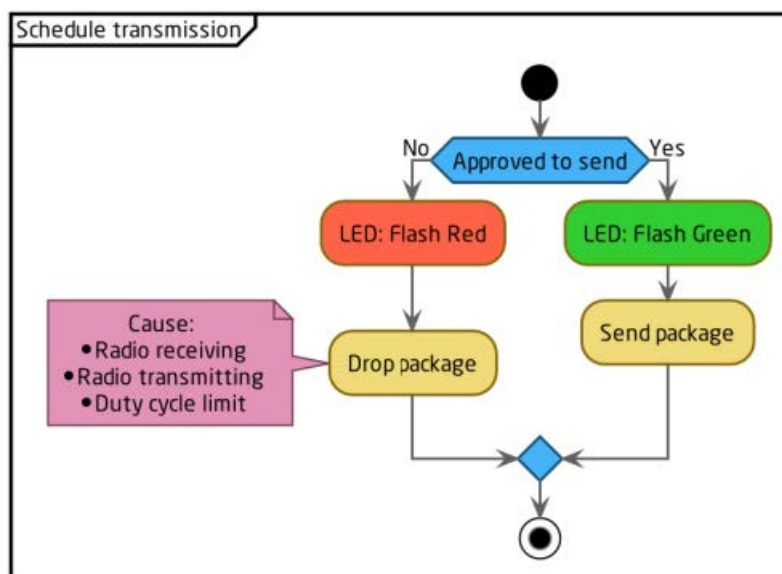 Schedule transmission
No
Approved to send
Yes
LED: Flash Red
LED: Flash Green
Cause:
•Radio receiving
•Radio transmitting
•Duty cycle limit
Drop package
Send package